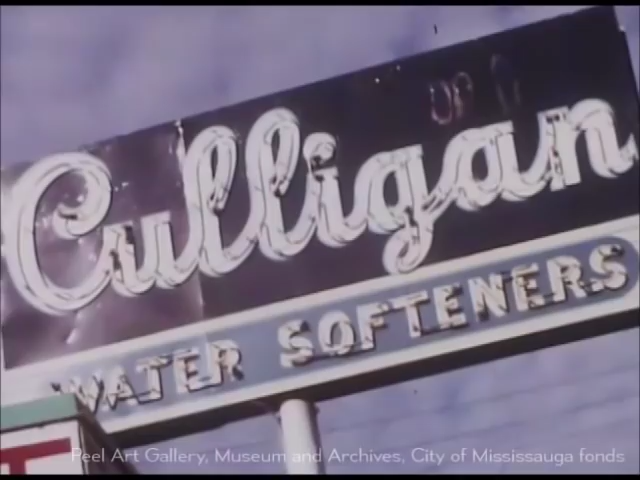 Culligan
WATER SOFTENERS
Peel Art Gallery, Museum and Archives, City of Mississauga fonds